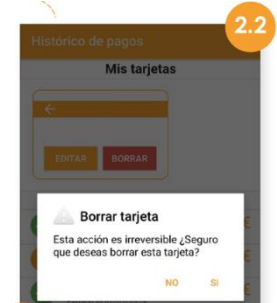 2.2
Histórico de pagos
Mis tarjetas
EDITAR BORRAR
Borrar tarjeta
Esta acción es irreversible ¿Seguro
que deseas borrar esta tarjeta?
NO SI